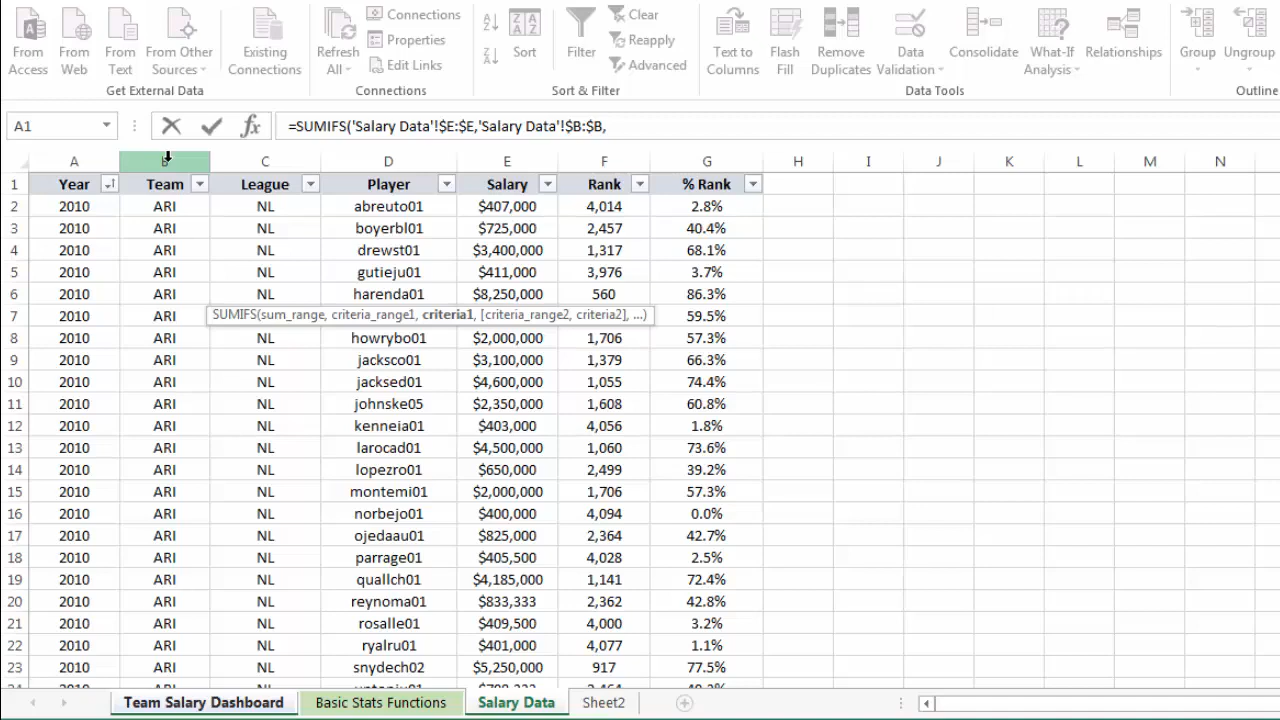 From Access
From Web
From Text
From Other Sources
Existing Connections
Refresh All
Connections
Properties
Edit Links
Sort
Filter
Clear
Reapply
Advanced
Text to Columns
Flash Fill
Remove Duplicates
Data Validation
Consolidate
What-If Analysis
Relationships
Group
Ungroup
Get External Data
Connections
Sort & Filter
Data Tools
Outline
A1 =SUMIFS('Salary Data'!$E:$E,'Salary Data'!$B:$B,
A B C D E F G H I J K L M N
1 Year Team League Player Salary Rank % Rank
2 2010 ARI NL abreuto01 $407,000 4,014 2.8%
3 2010 ARI NL boyerbl01 $725,000 2,457 40.4%
4 2010 ARI NL drewst01 $3,400,000 1,317 68.1%
5 2010 ARI NL gutieju01 $411,000 3,976 3.7%
6 2010 ARI NL harenda01 $8,250,000 560 86.3%
7 2010 ARI SUMIFS(sum_range, criteria_range1, criteria1, [criteria_range2, criteria2], ...) 59.5%
8 2010 ARI NL howrybo01 $2,000,000 1,706 57.3%
9 2010 ARI NL jacksco01 $3,100,000 1,379 66.3%
10 2010 ARI NL jacksed01 $4,600,000 1,055 74.4%
11 2010 ARI NL johnske05 $2,350,000 1,608 60.8%
12 2010 ARI NL kenneia01 $403,000 4,056 1.8%
13 2010 ARI NL larocad01 $4,500,000 1,060 73.6%
14 2010 ARI NL lopezro01 $650,000 2,499 39.2%
15 2010 ARI NL montemi01 $2,000,000 1,706 57.3%
16 2010 ARI NL norbejo01 $400,000 4,094 0.0%
17 2010 ARI NL ojedaau01 $825,000 2,364 42.7%
18 2010 ARI NL parrage01 $405,500 4,028 2.5%
19 2010 ARI NL quallch01 $4,185,000 1,141 72.4%
20 2010 ARI NL reynoma01 $833,333 2,362 42.8%
21 2010 ARI NL rosalle01 $409,500 4,000 3.2%
22 2010 ARI NL ryalru01 $401,000 4,077 1.1%
23 2010 ARI NL snydech02 $5,250,000 917 77.5%
Team Salary Dashboard Basic Stats Functions Salary Data Sheet2